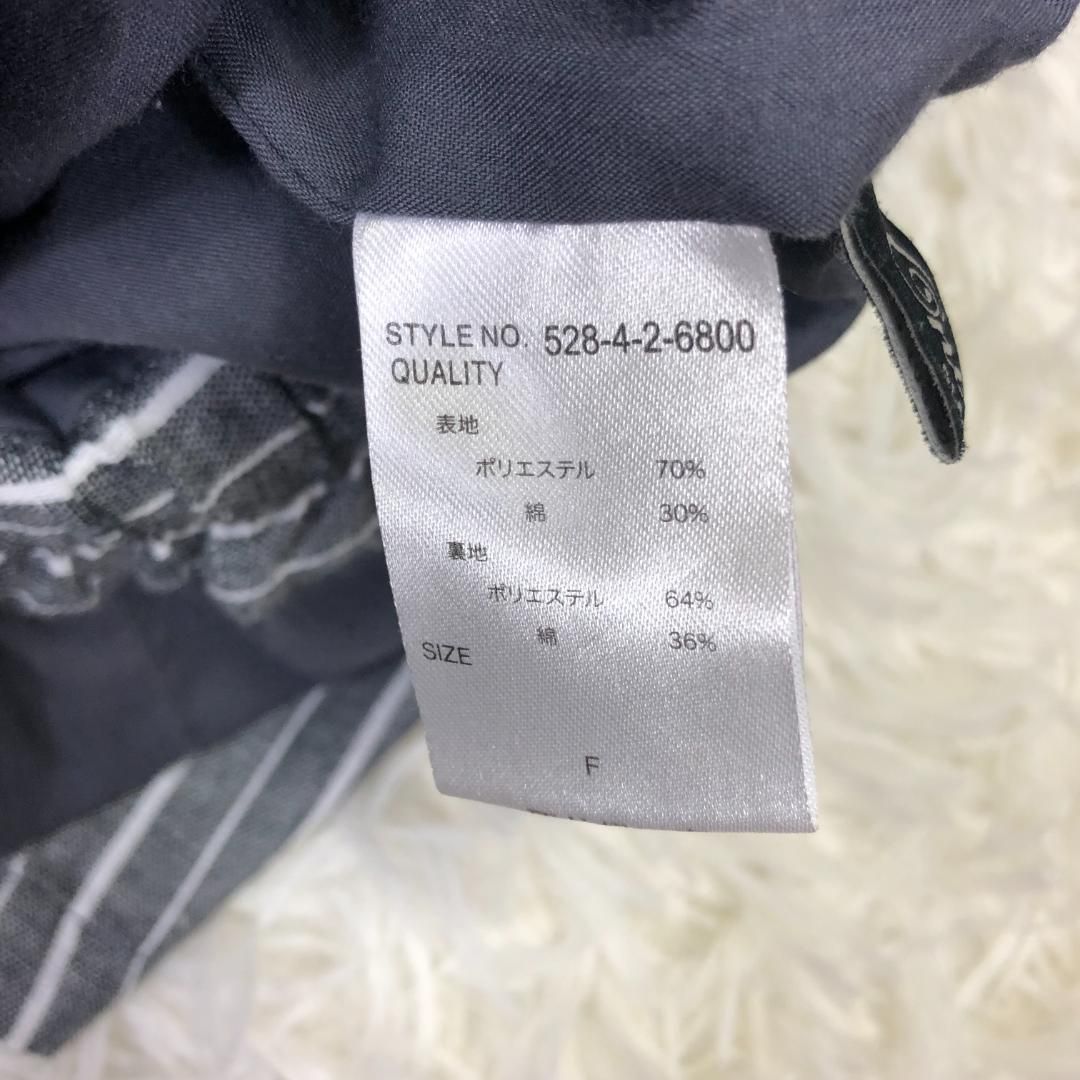 STYLE NO. 528-4-2-6800
QUALITY
表地
ポリエステル 70%
綿 30%
裏地
ポリエステル 64%
綿 36%
SIZE
F